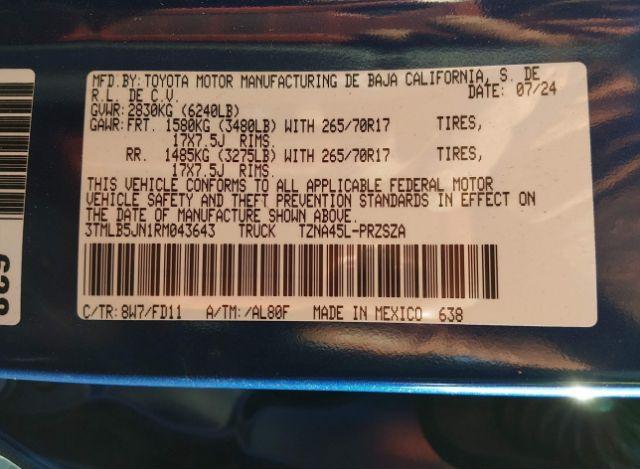 MFD.BY: TOYOTA MOTOR MANUFACTURING DE BAJA CALIFORNIA, S. DE
R.L. DE C.V. DATE: 07/24
GVWR: 2830KG (6240LB)
GAWR: FRT. 1580KG (3480LB) WITH 265/70R17 TIRES,
17X7.5J RIMS.
RR. 1485KG (3275LB) WITH 265/70R17 TIRES,
17X7.5J RIMS.
THIS VEHICLE CONFORMS TO ALL APPLICABLE FEDERAL MOTOR
VEHICLE SAFETY AND THEFT PREVENTION STANDARDS IN EFFECT ON
THE DATE OF MANUFACTURE SHOWN ABOVE.
3TMLB5JN1RM043643 TRUCK TZNA45L-PRZSZA
C/TR: 8W7/FD11 A/TM: /AL80F MADE IN MEXICO 638